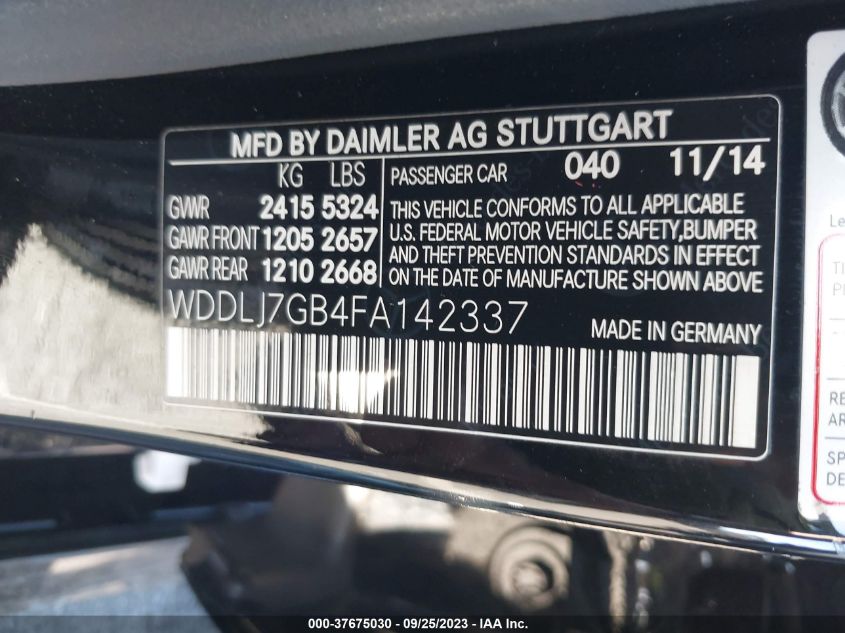 MFD BY DAIMLER AG STUTTGART
KG LBS
GVWR 2415 5324
GAWR FRONT 1205 2657
GAWR REAR 1210 2668
PASSENGER CAR 040 11/14
THIS VEHICLE CONFORMS TO ALL APPLICABLE
U.S. FEDERAL MOTOR VEHICLE SAFETY,BUMPER
AND THEFT PREVENTION STANDARDS IN EFFECT
ON THE DATE OF MANUFACTURE SHOWN ABOVE
WDDLJ7GB4FA142337
MADE IN GERMANY
000-37675030 - 09/25/2023 - IAA Inc.